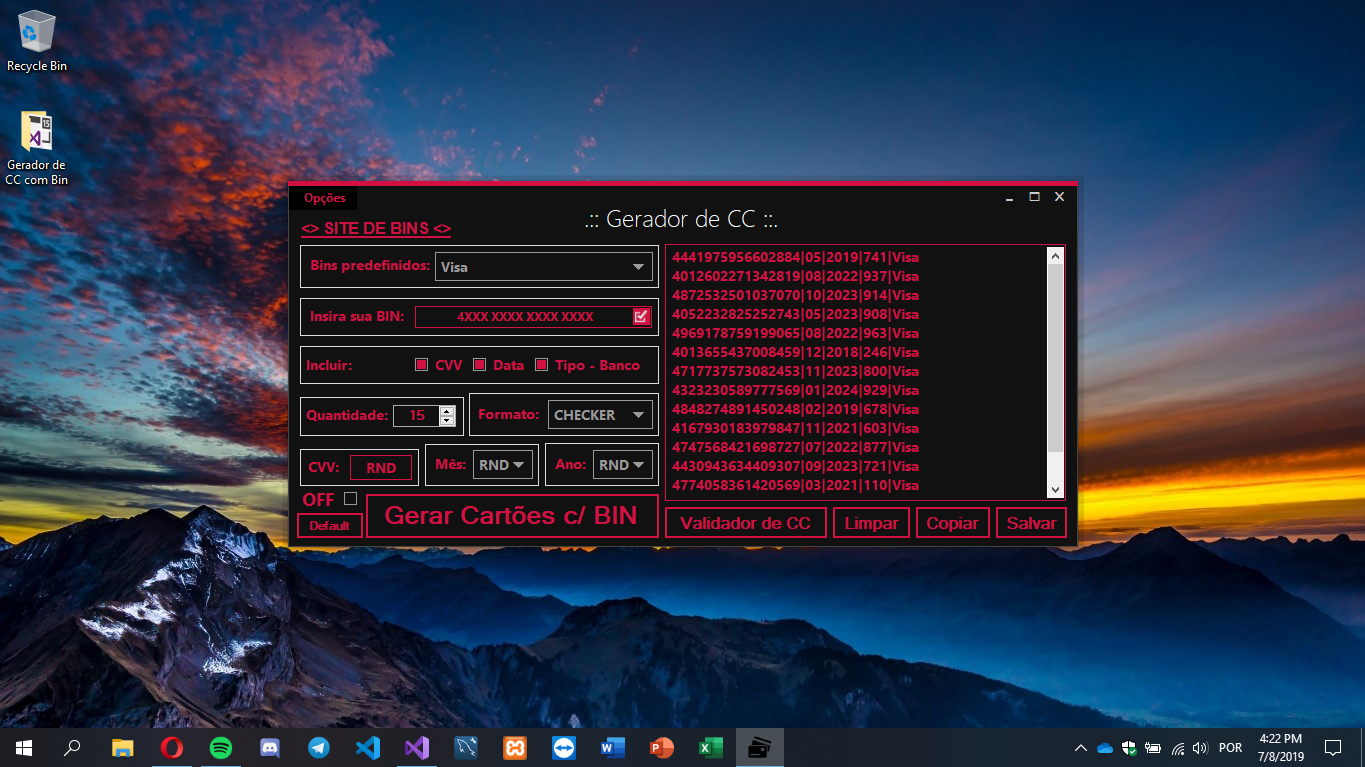 Recycle Bin
Gerador de
CC com Bin
Opções
.:: Gerador de CC ::.
<> SITE DE BINS <>
Bins predefinidos: Visa
Insira sua BIN: 4XXX XXXX XXXX XXXX
Incluir: CVV Data Tipo - Banco
Quantidade: 15 Formato: CHECKER
CVV: RND Mês: RND Ano: RND
OFF
Default
Gerar Cartões c/ BIN
4441975956602884|05|2019|741|Visa
4012602271342819|08|2022|937|Visa
4872532501037070|10|2023|914|Visa
4052232825252743|05|2023|908|Visa
4969178759199065|08|2022|963|Visa
4013655437008459|12|2018|246|Visa
4717737573082453|11|2023|800|Visa
4323230589777569|01|2024|929|Visa
4848274891450248|02|2019|678|Visa
4167930183979847|11|2021|603|Visa
4747568421698727|07|2022|877|Visa
4430943634409307|09|2023|721|Visa
4774058361420569|03|2021|110|Visa
Validador de CC Limpar Copiar Salvar
POR
4:22 PM
7/8/2019